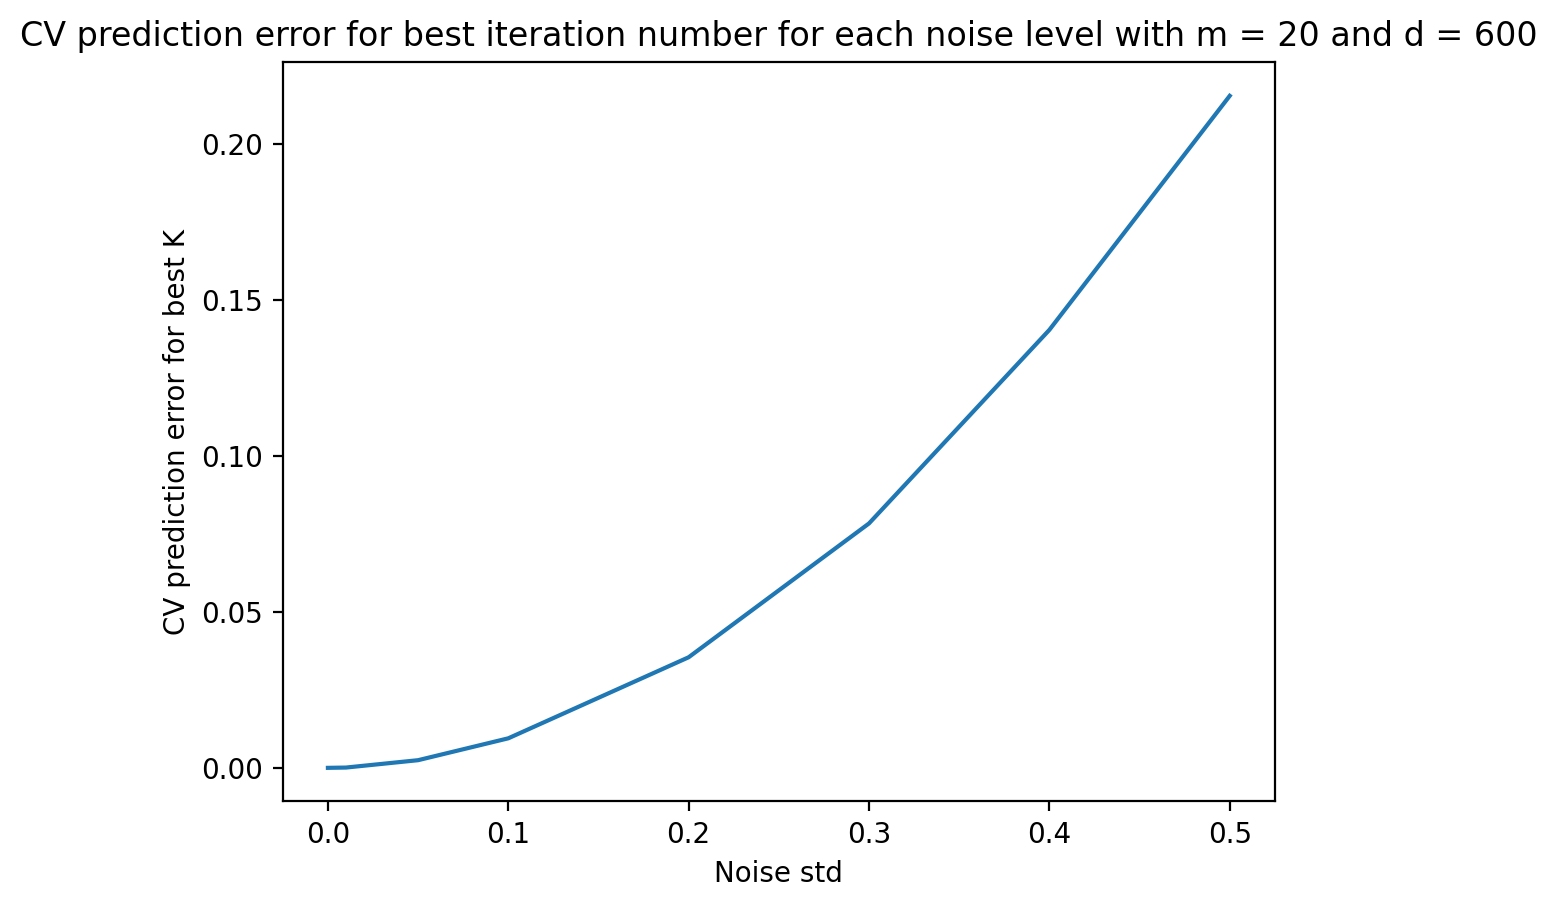 CV prediction error for best iteration number for each noise level with m = 20 and d = 600
CV prediction error for best K
0.20
0.15
0.10
0.05
0.00
0.0 0.1 0.2 0.3 0.4 0.5
Noise std